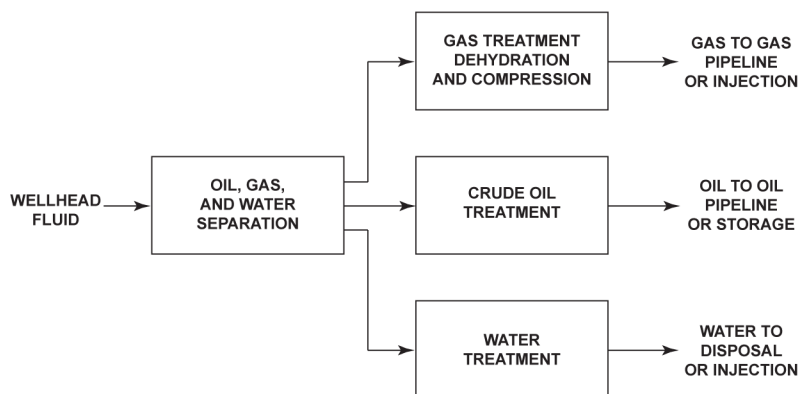 WELLHEAD
FLUID
OIL, GAS,
AND WATER
SEPARATION
GAS TREATMENT
DEHYDRATION
AND COMPRESSION
GAS TO GAS
PIPELINE
OR INJECTION
CRUDE OIL
TREATMENT
OIL TO OIL
PIPELINE
OR STORAGE
WATER
TREATMENT
WATER TO
DISPOSAL
OR INJECTION